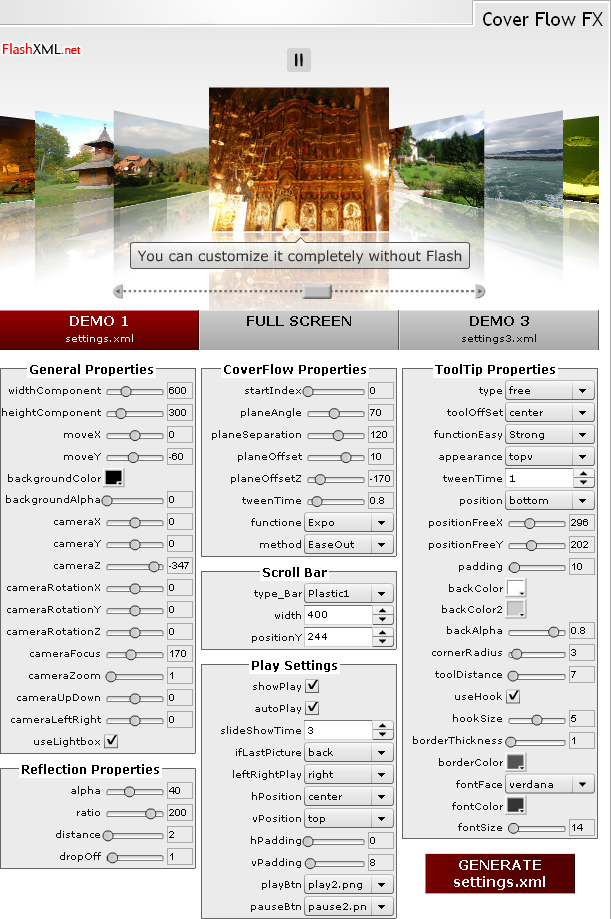 Cover Flow FX
FlashXML.net
You can customize it completely without Flash
DEMO 1
settings.xml
FULL SCREEN
DEMO 3
settings3.xml
General Properties
widthComponent 600
heightComponent 300
moveX 0
moveY -60
backgroundColor
backgroundAlpha 0
cameraX 0
cameraY 0
cameraZ -347
cameraRotationX 0
cameraRotationY 0
cameraRotationZ 0
cameraFocus 170
cameraZoom 1
cameraUpDown 0
cameraLeftRight 0
useLightbox
Reflection Properties
alpha 40
ratio 200
distance 2
dropOff 1
CoverFlow Properties
startIndex 0
planeAngle 70
planeSeparation 120
planeOffset 10
planeOffsetZ -170
tweenTime 0.8
functione Expo
method EaseOut
Scroll Bar
type_Bar Plastic1
width 400
positionY 244
Play Settings
showPlay
autoPlay
slideShowTime 3
ifLastPicture back
leftRightPlay right
hPosition center
vPosition top
hPadding 0
vPadding 8
playBtn play2.png
pauseBtn pause2.pn
ToolTip Properties
type free
toolOffSet center
functionEasy Strong
appearance topv
tweenTime 1
position bottom
positionFreeX 296
positionFreeY 202
padding 10
backColor
backColor2
backAlpha 0.8
cornerRadius 3
toolDistance 7
useHook
hookSize 5
borderThickness 1
borderColor
fontFace verdana
fontColor
fontSize 14
GENERATE
settings.xml